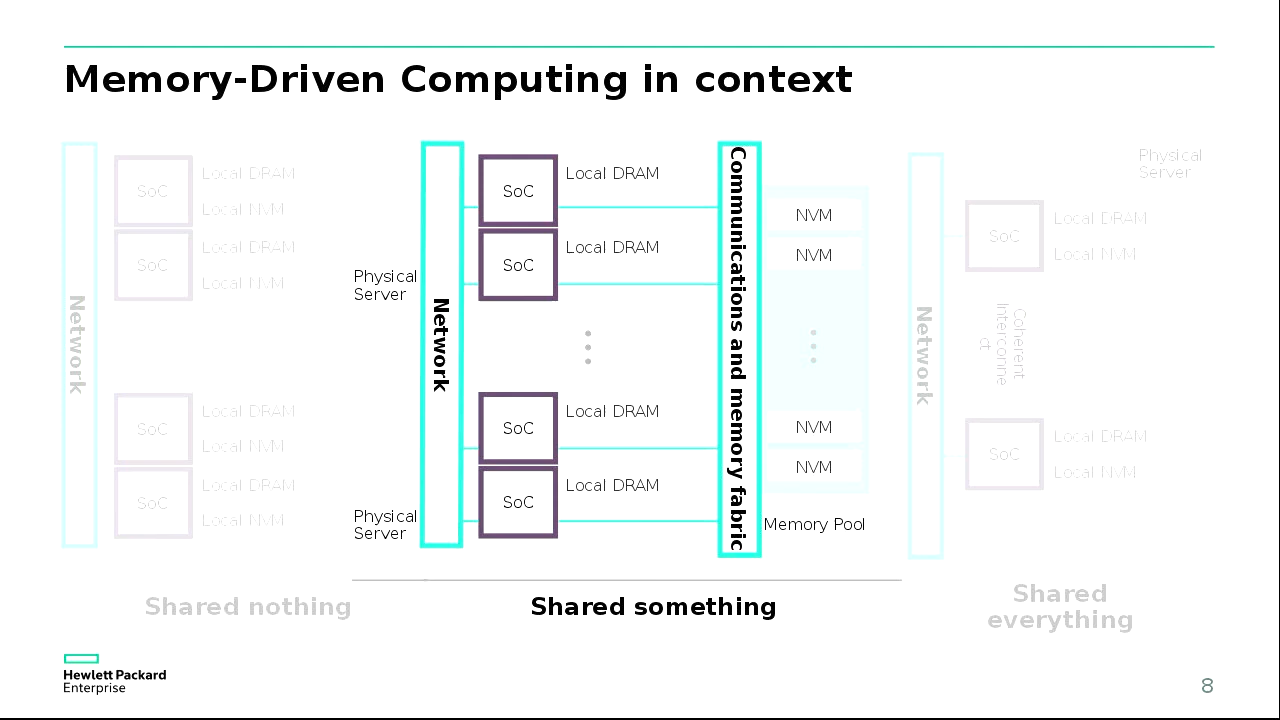 Memory-Driven Computing in context
Network
SoC
Local DRAM
Local NVM
SoC
Local DRAM
Local NVM
SoC
Local DRAM
Local NVM
SoC
Local DRAM
Local NVM
Shared nothing
Physical
Server
Physical
Server
Network
SoC
Local DRAM
SoC
Local DRAM
SoC
Local DRAM
SoC
Local DRAM
Communications and memory fabric
NVM
NVM
NVM
NVM
Memory Pool
Shared something
Network
Physical
Server
SoC
Local DRAM
Local NVM
Coherent
Interconne
ct
SoC
Local DRAM
Local NVM
Shared
everything
Hewlett Packard
Enterprise
8